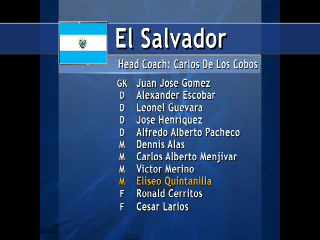 El Salvador
Head Coach: Carlos De Los Cobos
GK Juan Jose Gomez
D Alexander Escobar
D Leonel Guevara
D Jose Henriquez
D Alfredo Alberto Pacheco
M Dennis Alas
M Carlos Alberto Menjivar
M Victor Merino
M Eliseo Quintanilla
F Ronald Cerritos
F Cesar Larios